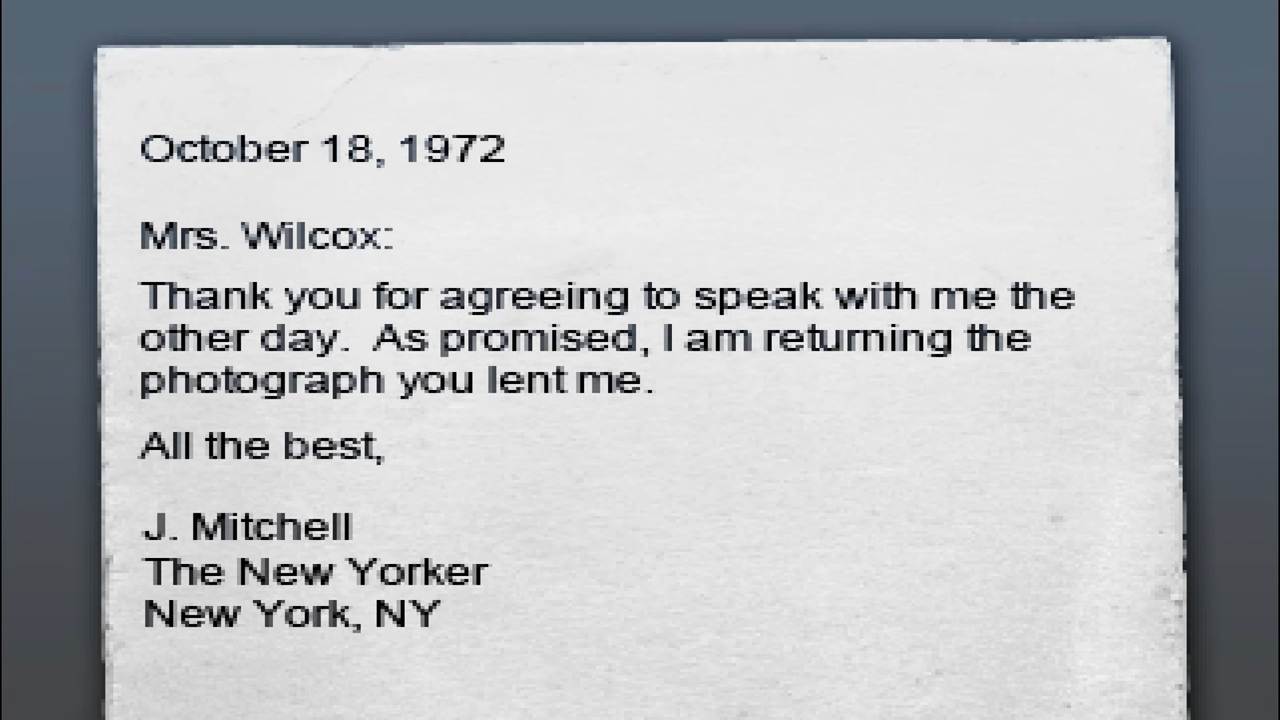 October 18, 1972
Mrs. Wilcox:
Thank you for agreeing to speak with me the
other day.  As promised, I am returning the
photograph you lent me.
All the best,
J. Mitchell
The New Yorker
New York, NY